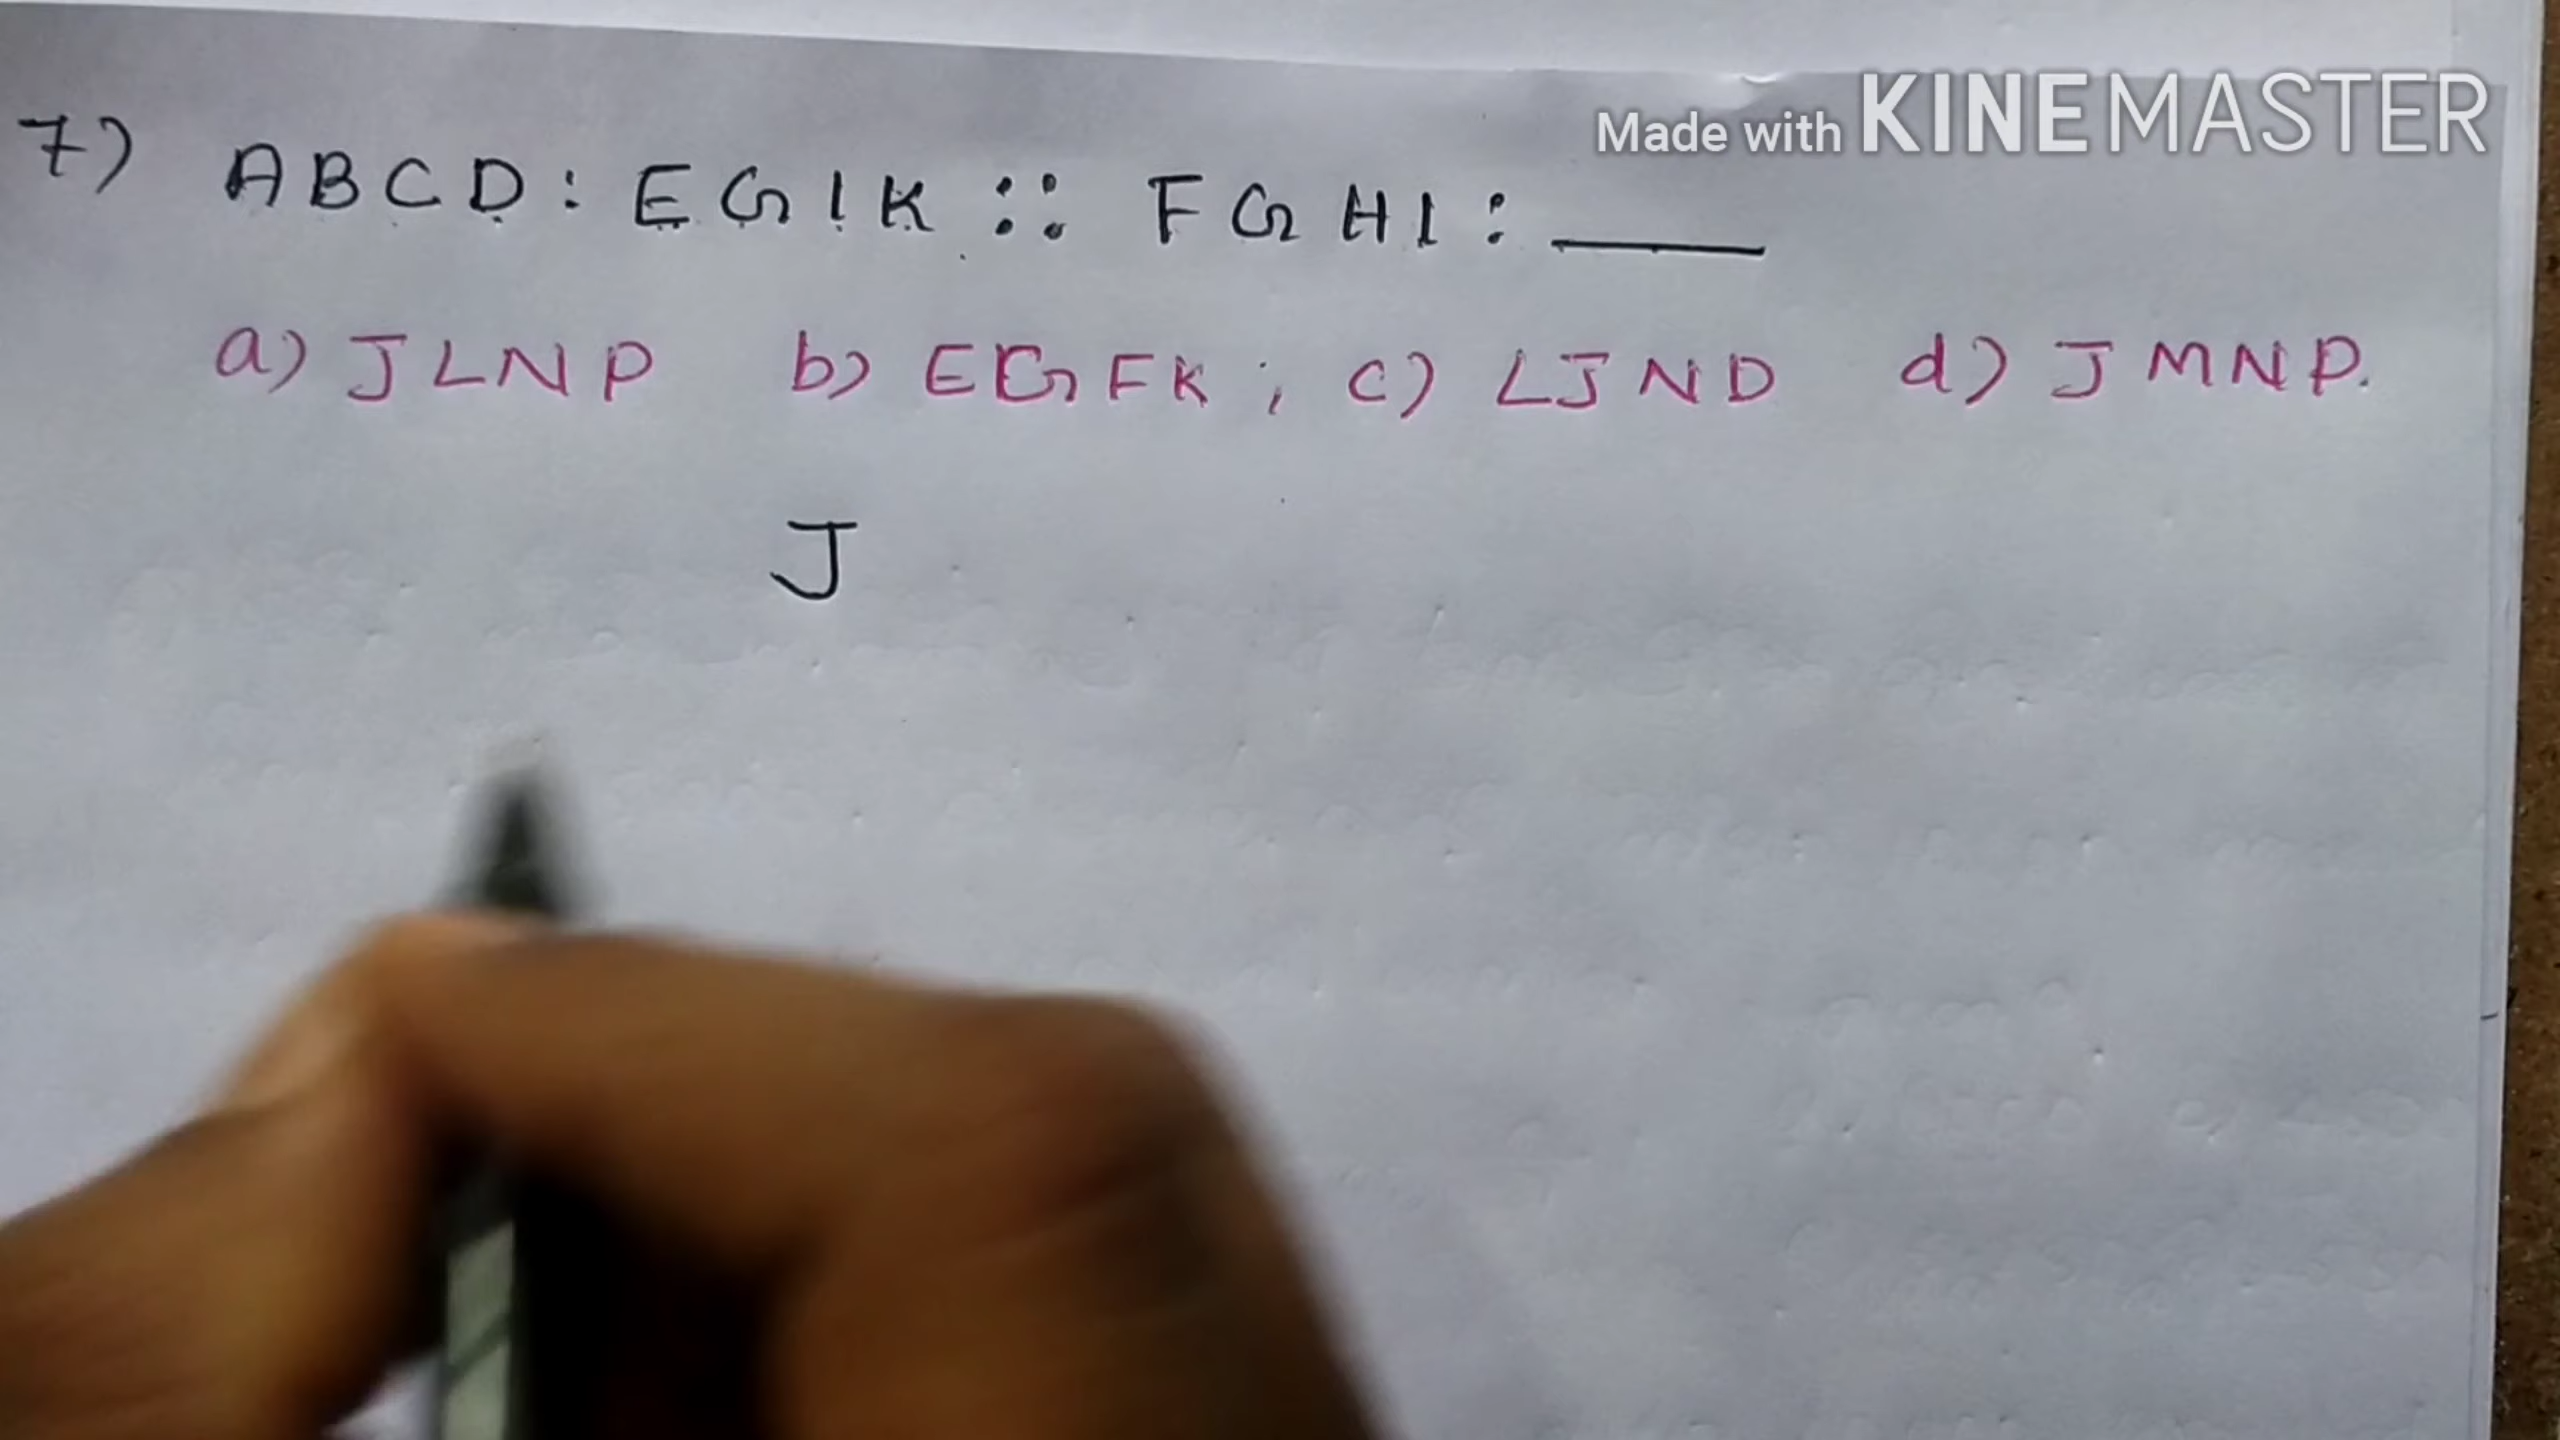 Made with KINEMASTER
7) ABCD : EGIK :: FGHI : ____
a) JLNP b) EGFK ; c) LJND d) JMNP.
J